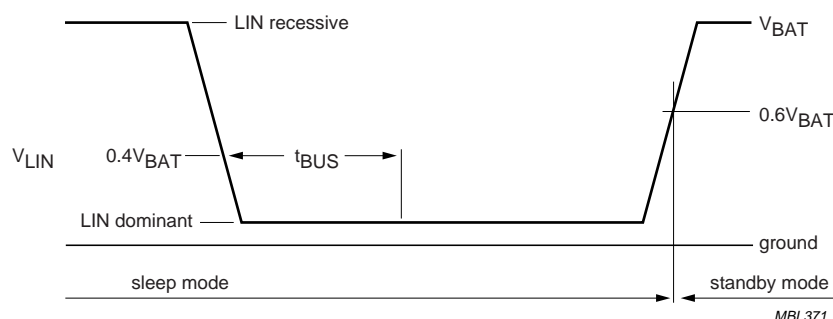 LIN recessive
VBAT
0.6VBAT
VLIN
0.4VBAT
tBUS
LIN dominant
ground
sleep mode
standby mode
MBL371